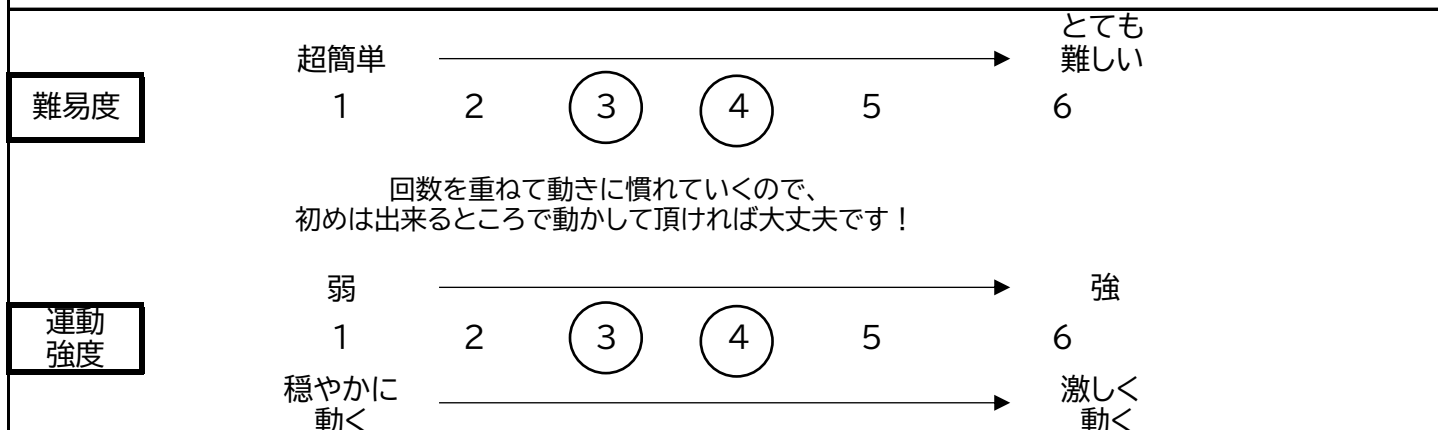 超簡単
とても
難しい
難易度
1 2 3 4 5 6
回数を重ねて動きに慣れていくので、
初めは出来るところで動かして頂ければ大丈夫です！
弱
強
運動
強度
1 2 3 4 5 6
穏やかに
動く
激しく
動く